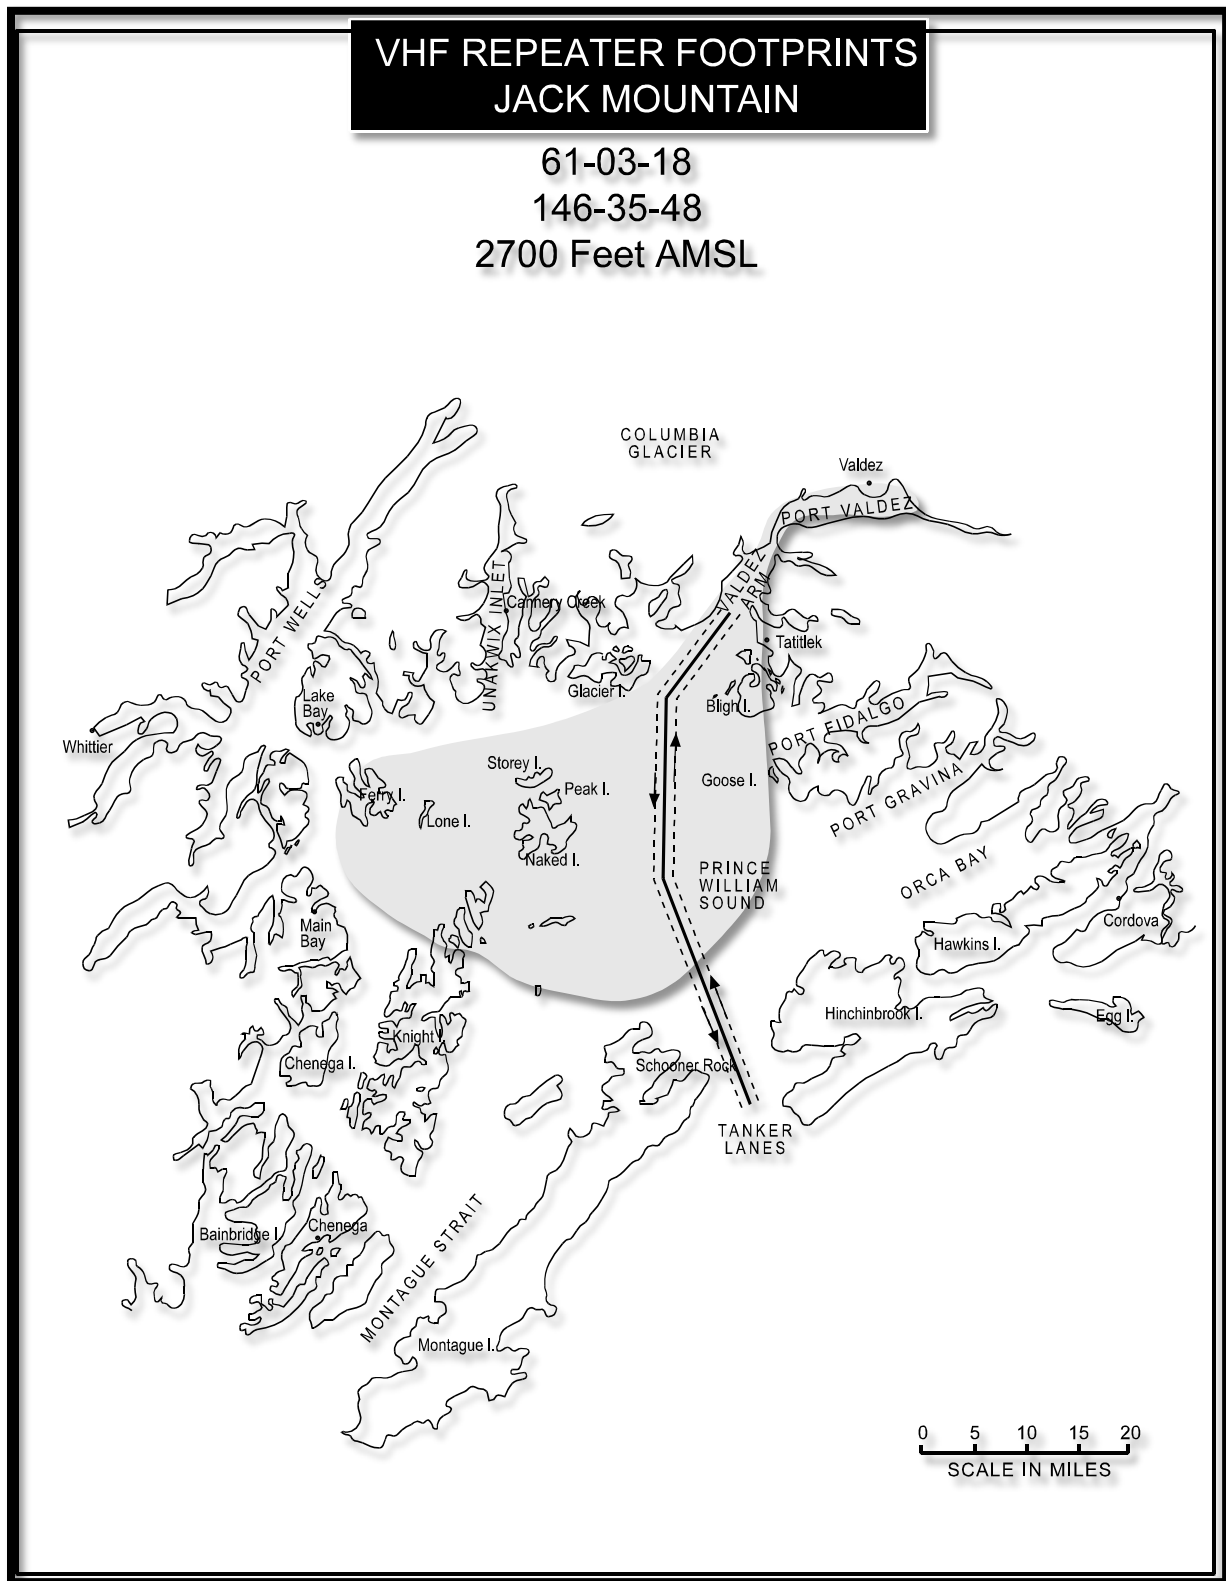 VHF REPEATER FOOTPRINTS
JACK MOUNTAIN
61-03-18
146-35-48
2700 Feet AMSL
COLUMBIA
GLACIER
Valdez
PORT VALDEZ
VALDEZ
ARM
UNAKWIX INLET
Cannery Creek
PORT WELLS
Tatitlek
Lake
Bay
Glacier I.
Bligh I.
PORT FIDALGO
Whittier
Storey I.
Peak I.
Goose I.
Ferry I.
PORT GRAVINA
Lone I.
Naked I.
PRINCE
WILLIAM
SOUND
ORCA BAY
Main
Bay
Cordova
Hawkins I.
Hinchinbrook I.
Egg I.
Knight I.
Chenega I.
Schooner Rock
TANKER
LANES
MONTAGUE STRAIT
Bainbridge I.
Chenega
Montague I.
0 5 10 15 20
SCALE IN MILES